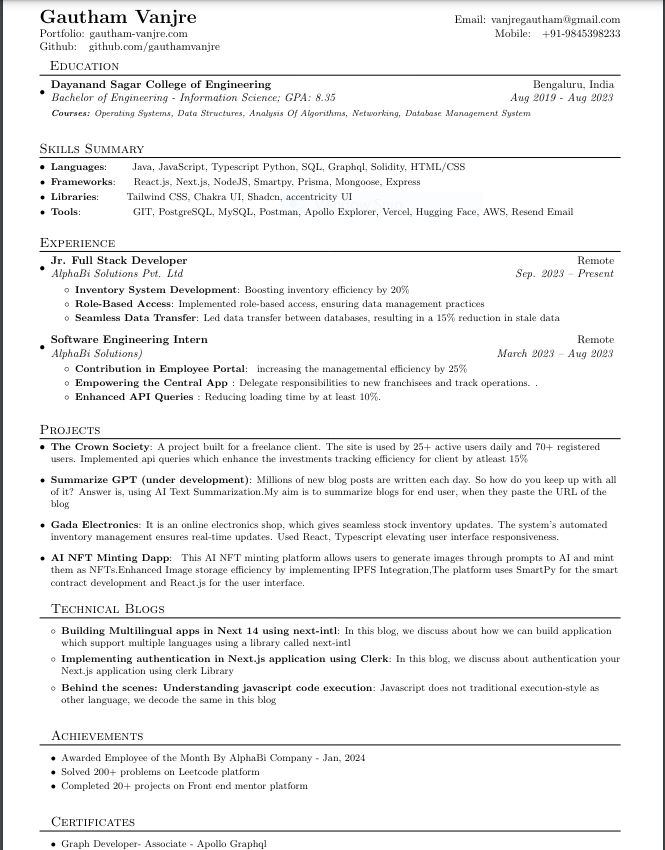 Gautham Vanjre
Email: vanjregautham@gmail.com
Portfolio: gautham-vanjre.com
Mobile: +91-9845398233
Github: github.com/gauthamvanjre
Education
• Dayanand Sagar College of Engineering
Bengaluru, India
Bachelor of Engineering - Information Science; GPA: 8.35
Aug 2019 - Aug 2023
Courses: Operating Systems, Data Structures, Analysis Of Algorithms, Networking, Database Management System
Skills Summary
• Languages: Java, JavaScript, Typescript Python, SQL, Graphql, Solidity, HTML/CSS
• Frameworks: React.js, Next.js, NodeJS, Smartpy, Prisma, Mongoose, Express
• Libraries: Tailwind CSS, Chakra UI, Shadcn, accentricity UI
• Tools: GIT, PostgreSQL, MySQL, Postman, Apollo Explorer, Vercel, Hugging Face, AWS, Resend Email
Experience
• Jr. Full Stack Developer
Remote
AlphaBi Solutions Pvt. Ltd
Sep. 2023 – Present
◦ Inventory System Development: Boosting inventory efficiency by 20%
◦ Role-Based Access: Implemented role-based access, ensuring data management practices
◦ Seamless Data Transfer: Led data transfer between databases, resulting in a 15% reduction in stale data
• Software Engineering Intern
Remote
AlphaBi Solutions)
March 2023 – Aug 2023
◦ Contribution in Employee Portal: increasing the managemental efficiency by 25%
◦ Empowering the Central App : Delegate responsibilities to new franchisees and track operations. .
◦ Enhanced API Queries : Reducing loading time by at least 10%.
Projects
• The Crown Society: A project built for a freelance client. The site is used by 25+ active users daily and 70+ registered
users. Implemented api queries which enhance the investments tracking efficiency for client by atleast 15%
• Summarize GPT (under development): Millions of new blog posts are written each day. So how do you keep up with all
of it? Answer is, using AI Text Summarization.My aim is to summarize blogs for end user, when they paste the URL of the
blog
• Gada Electronics: It is an online electronics shop, which gives seamless stock inventory updates. The system's automated
inventory management ensures real-time updates. Used React, Typescript elevating user interface responsiveness.
• AI NFT Minting Dapp: This AI NFT minting platform allows users to generate images through prompts to AI and mint
them as NFTs.Enhanced Image storage efficiency by implementing IPFS Integration,The platform uses SmartPy for the smart
contract development and React.js for the user interface.
Technical Blogs
◦ Building Multilingual apps in Next 14 using next-intl: In this blog, we discuss about how we can build application
which support multiple languages using a library called next-intl
◦ Implementing authentication in Next.js application using Clerk: In this blog, we discuss about authentication your
Next.js application using clerk Library
◦ Behind the scenes: Understanding javascript code execution: Javascript does not traditional execution-style as
other language, we decode the same in this blog
Achievements
• Awarded Employee of the Month By AlphaBi Company - Jan, 2024
• Solved 200+ problems on Leetcode platform
• Completed 20+ projects on Front end mentor platform
Certificates
• Graph Developer- Associate - Apollo Graphql